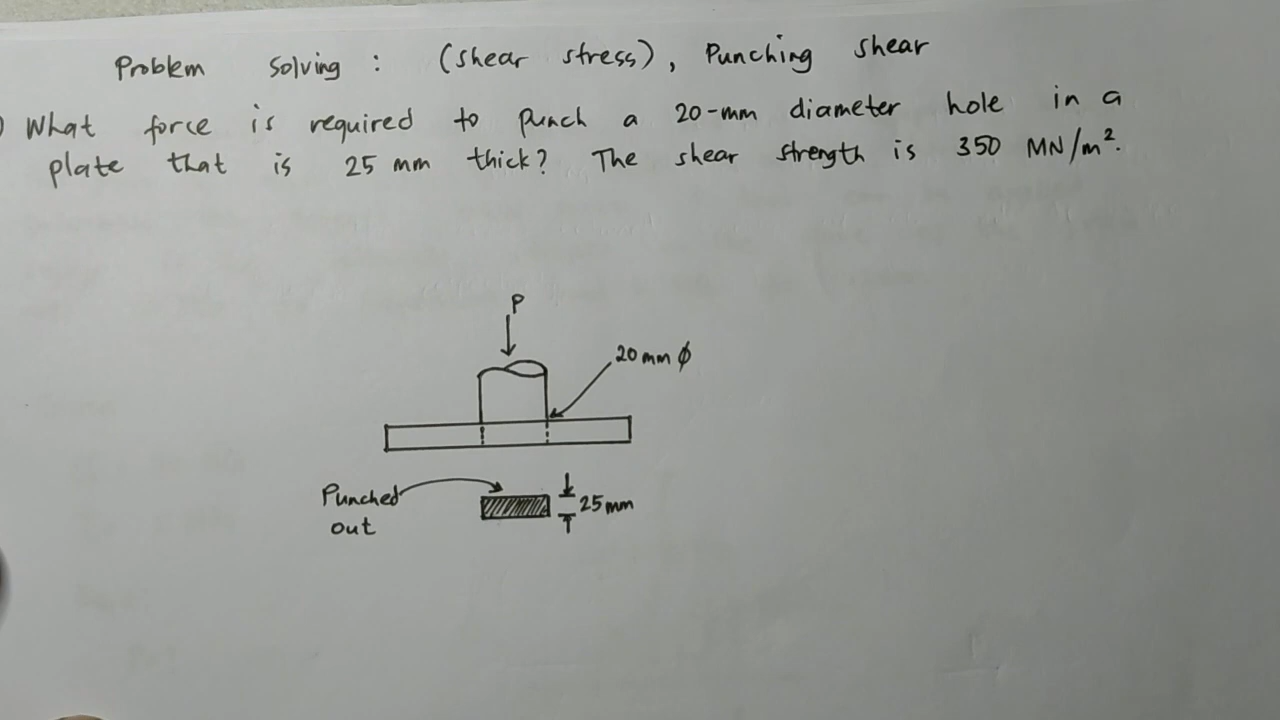 Problem Solving : (shear stress), Punching shear
) What force is required to punch a 20-mm diameter hole in a
plate that is 25 mm thick? The shear strength is 350 MN/m².
P
20 mm ϕ
Punched
out
25 mm